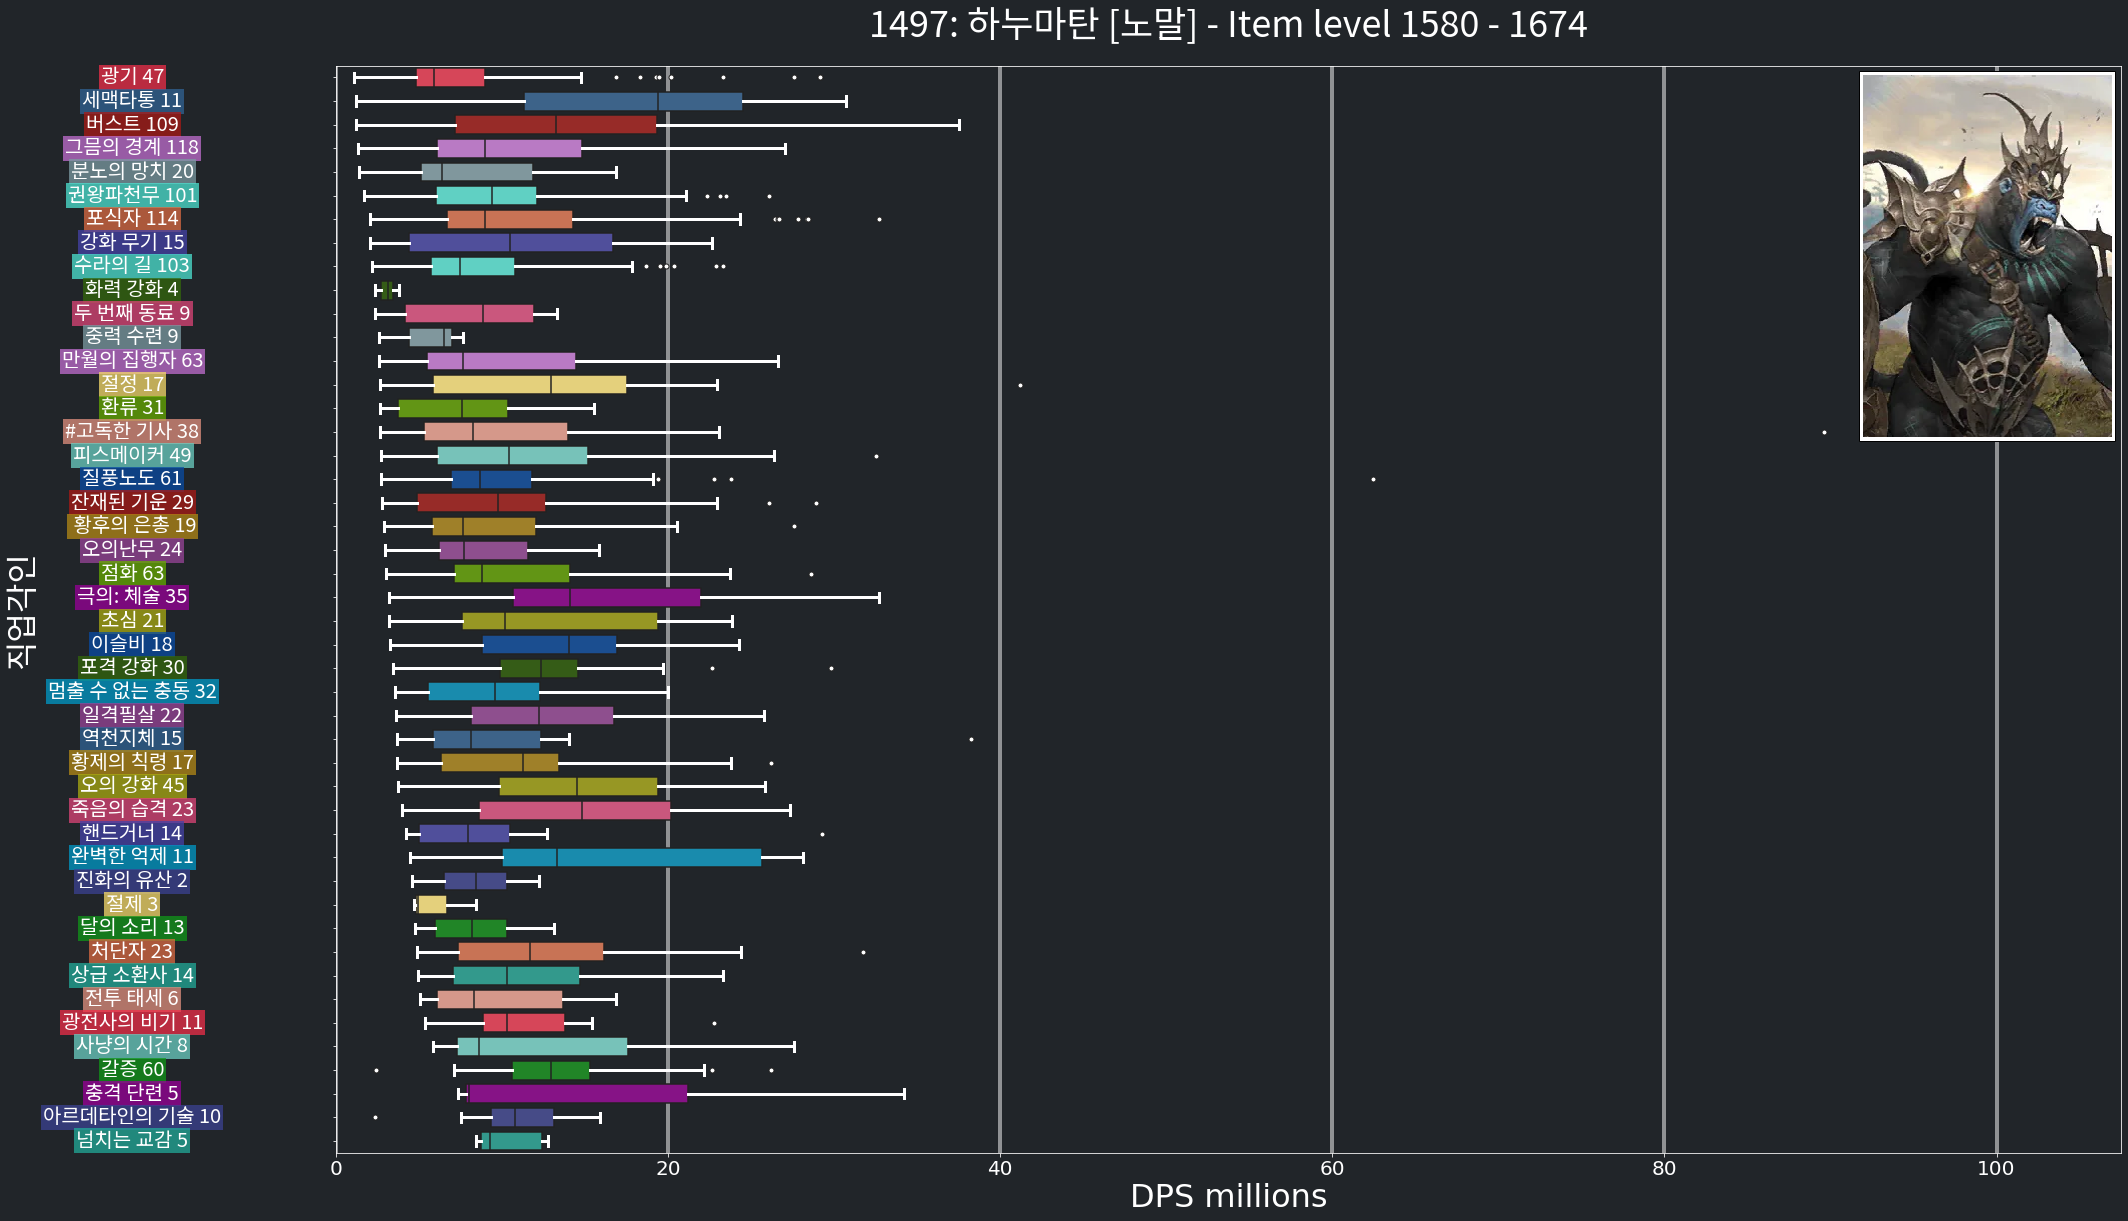 1497: 하누마탄 [노말] - Item level 1580 - 1674
광기 47
세맥타통 11
버스트 109
그믐의 경계 118
분노의 망치 20
권왕파천무 101
포식자 114
강화 무기 15
수라의 길 103
화력 강화 4
두 번째 동료 9
중력 수련 9
만월의 집행자 63
절정 17
환류 31
#고독한 기사 38
피스메이커 49
질풍노도 61
잔재된 기운 29
황후의 은총 19
오의난무 24
점화 63
극의: 체술 35
초심 21
이슬비 18
포격 강화 30
멈출 수 없는 충동 32
일격필살 22
역천지체 15
황제의 칙령 17
오의 강화 45
죽음의 습격 23
핸드거너 14
완벽한 억제 11
진화의 유산 2
절제 3
달의 소리 13
처단자 23
상급 소환사 14
전투 태세 6
광전사의 비기 11
사냥의 시간 8
갈증 60
충격 단련 5
아르데타인의 기술 10
넘치는 교감 5
직업각인
0 20 40 60 80 100
DPS millions